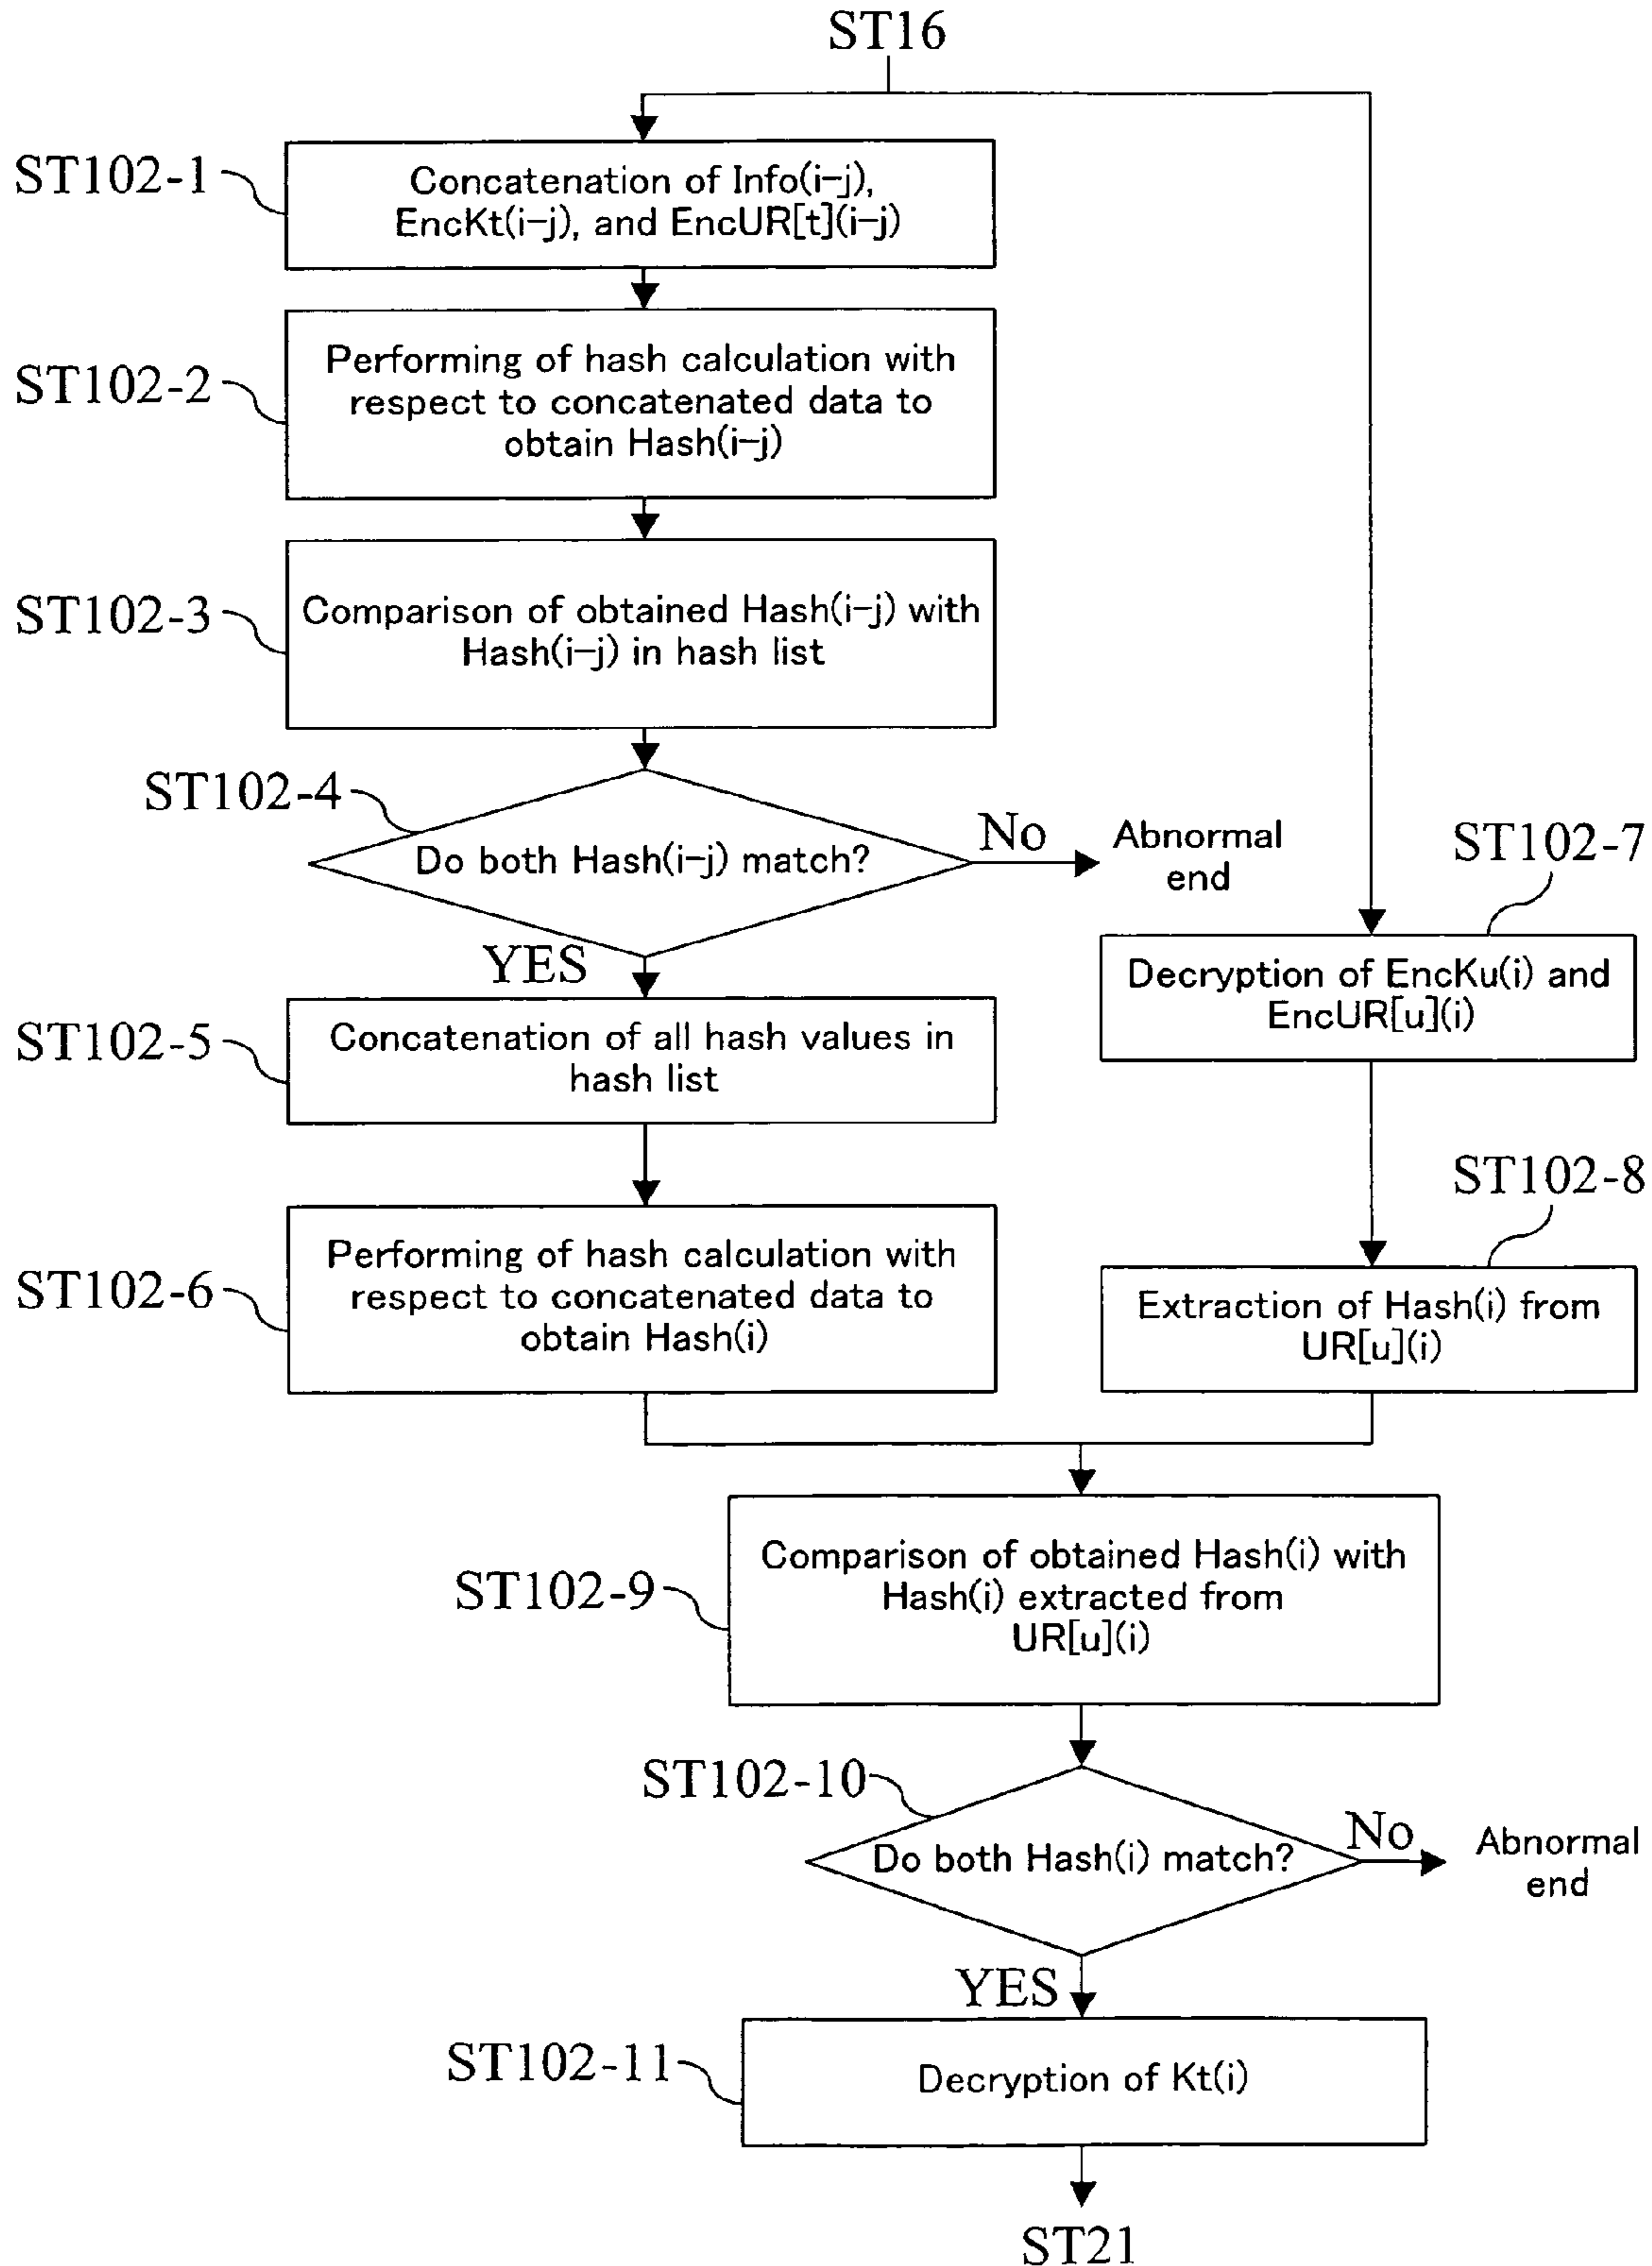 ST16
ST102-1
Concatenation of Info(i-j),
EncKt(i-j), and EncUR[t](i-j)
ST102-2
Performing of hash calculation with
respect to concatenated data to
obtain Hash(i-j)
ST102-3
Comparison of obtained Hash(i-j) with
Hash(i-j) in hash list
ST102-4
Do both Hash(i-j) match?
No
Abnormal
end
YES
ST102-5
Concatenation of all hash values in
hash list
ST102-6
Performing of hash calculation with
respect to concatenated data to
obtain Hash(i)
ST102-7
Decryption of EncKu(i) and
EncUR[u](i)
ST102-8
Extraction of Hash(i) from
UR[u](i)
ST102-9
Comparison of obtained Hash(i) with
Hash(i) extracted from
UR[u](i)
ST102-10
Do both Hash(i) match?
No
Abnormal
end
YES
ST102-11
Decryption of Kt(i)
ST21